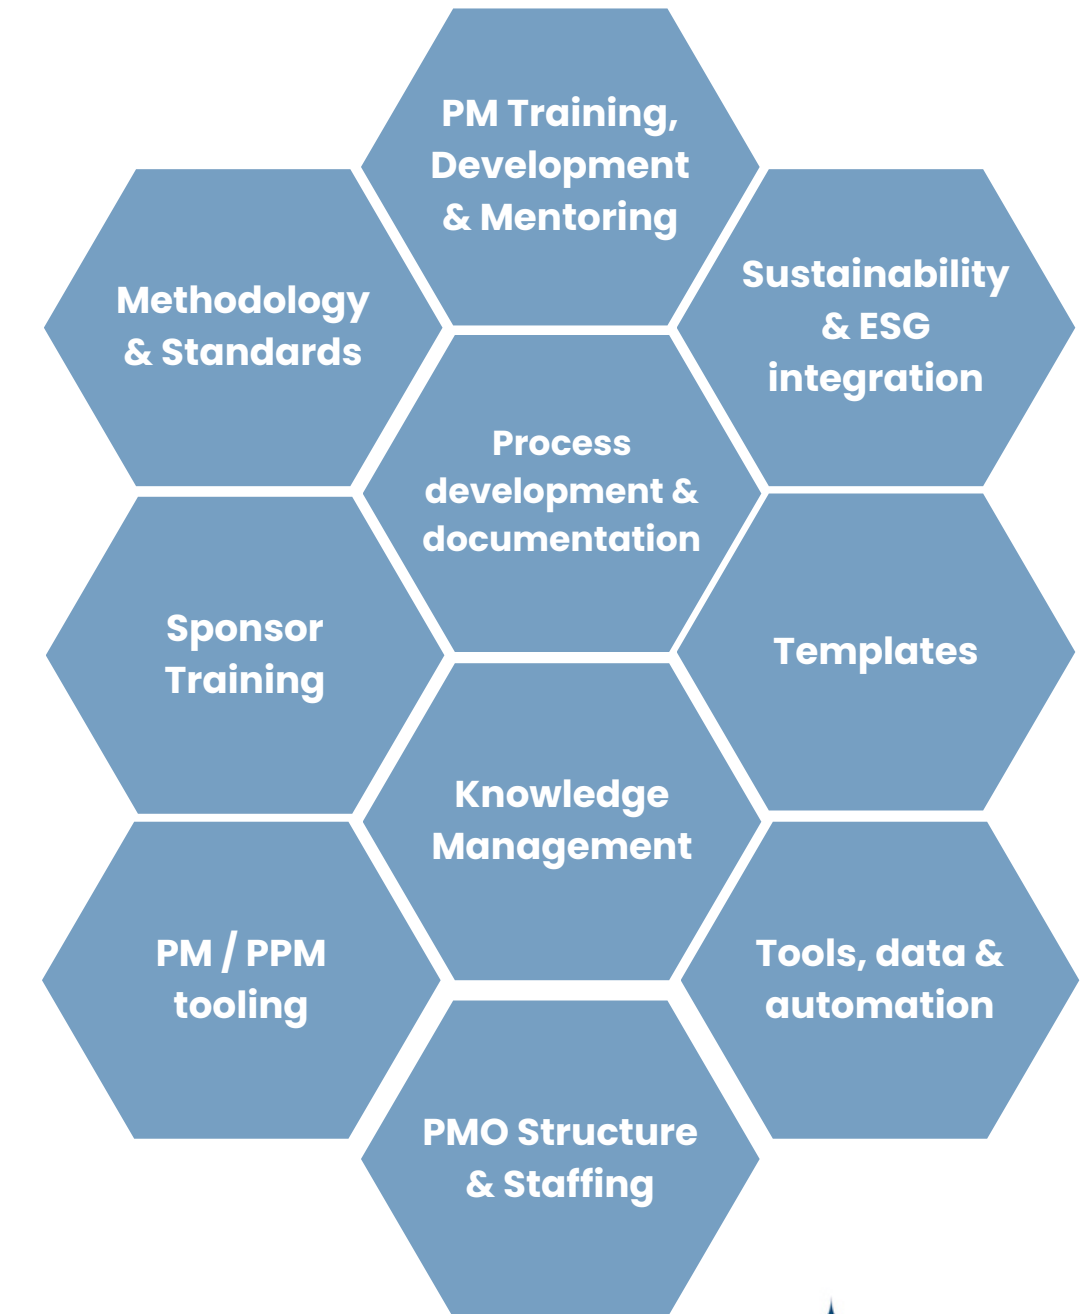 PM Training,
Development
& Mentoring
Methodology
& Standards
Sustainability
& ESG
integration
Process
development &
documentation
Sponsor
Training
Templates
Knowledge
Management
PM / PPM
tooling
Tools, data &
automation
PMO Structure
& Staffing